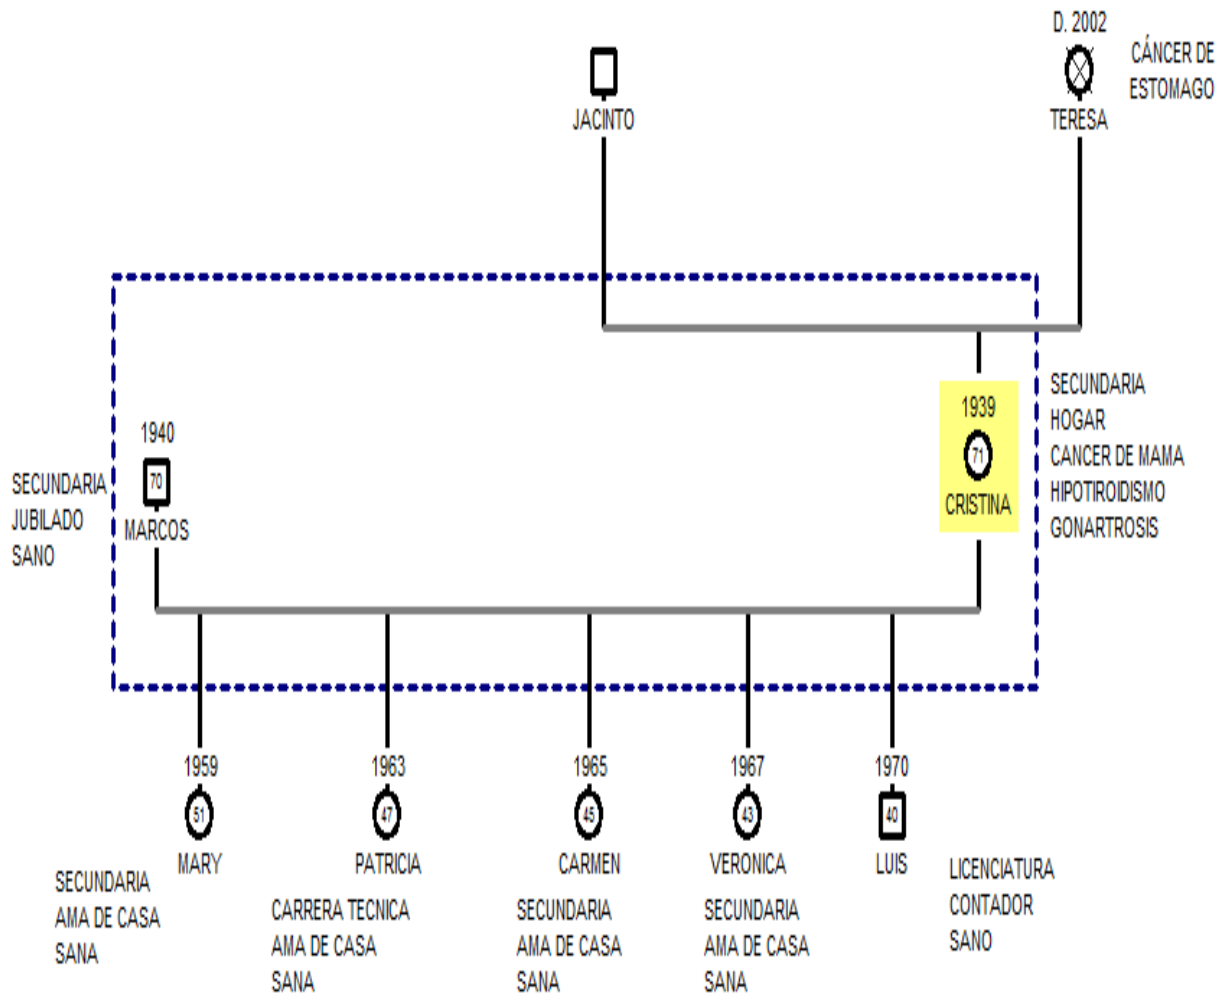 D. 2002
CÁNCER DE
ESTOMAGO
JACINTO
TERESA
1940
70
MARCOS
SECUNDARIA
JUBILADO
SANO
1939
71
CRISTINA
SECUNDARIA
HOGAR
CANCER DE MAMA
HIPOTIROIDISMO
GONARTROSIS
1959
51
MARY
SECUNDARIA
AMA DE CASA
SANA
1963
47
PATRICIA
CARRERA TECNICA
AMA DE CASA
SANA
1965
45
CARMEN
SECUNDARIA
AMA DE CASA
SANA
1967
43
VERONICA
SECUNDARIA
AMA DE CASA
SANA
1970
40
LUIS
LICENCIATURA
CONTADOR
SANO